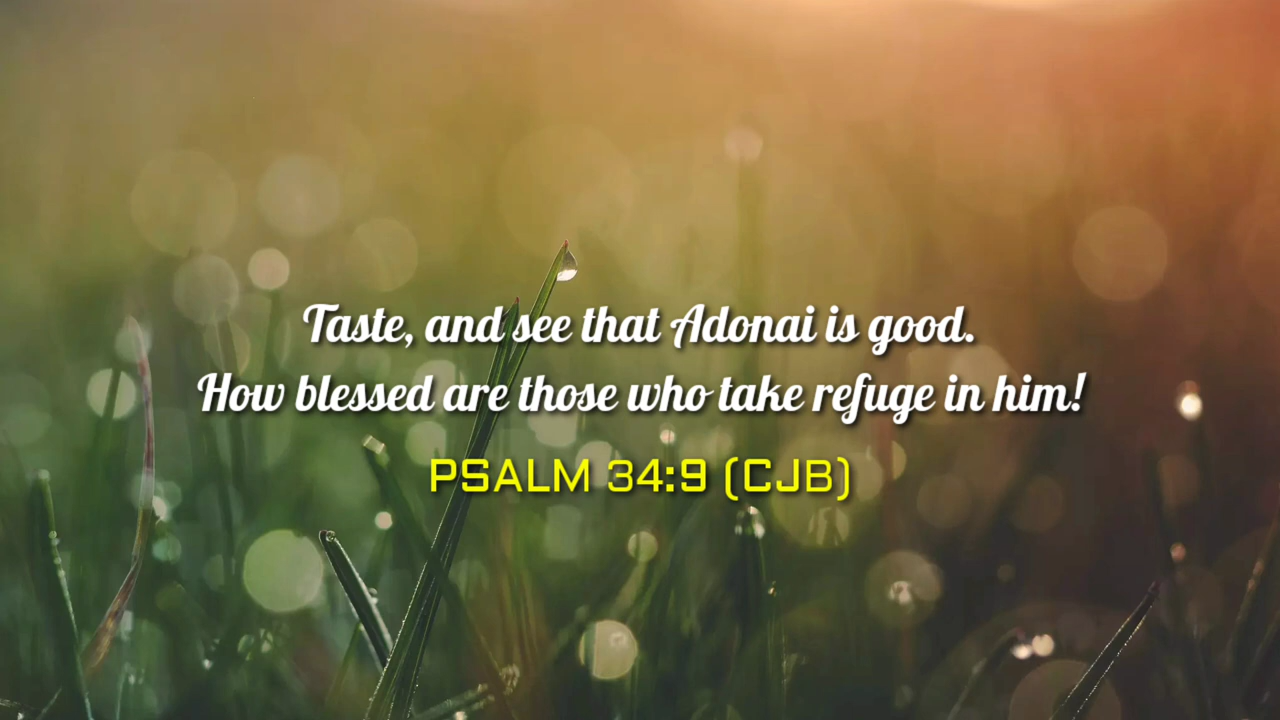 Taste, and see that Adonai is good.
How blessed are those who take refuge in him!
PSALM 34:9 (CJB)